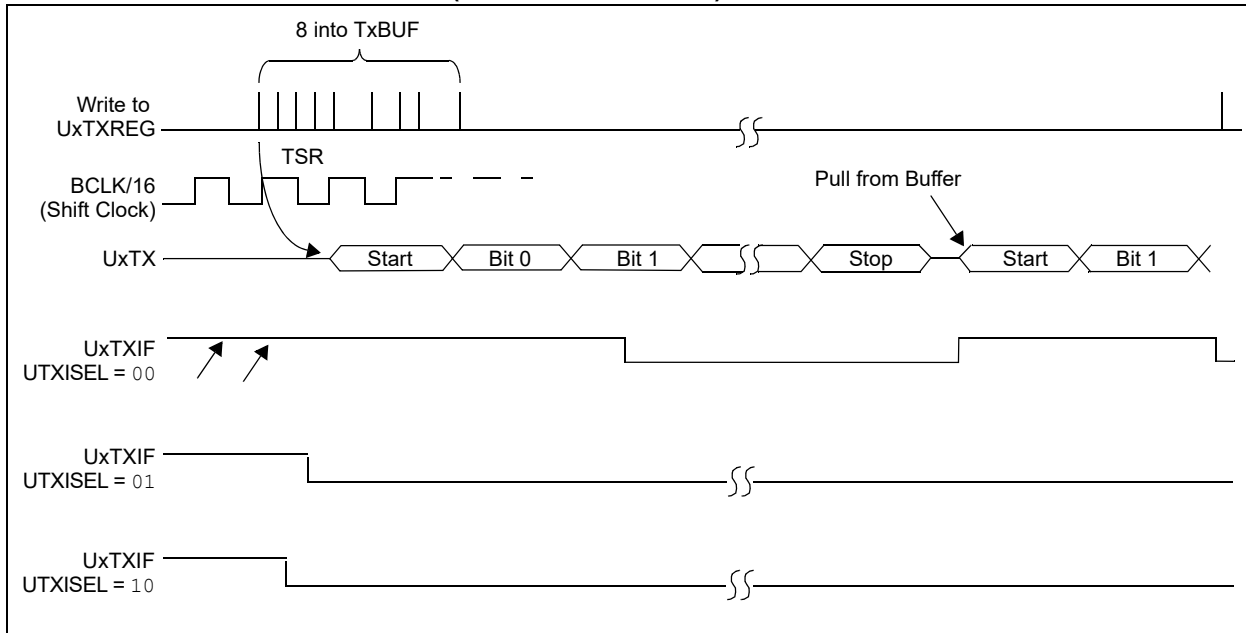 8 into TxBUF
Write to
UxTXREG
TSR
BCLK/16
(Shift Clock)
Pull from Buffer
UxTX
Start
Bit 0
Bit 1
Stop
Start
Bit 1
UxTXIF
UTXISEL = 00
UxTXIF
UTXISEL = 01
UxTXIF
UTXISEL = 10